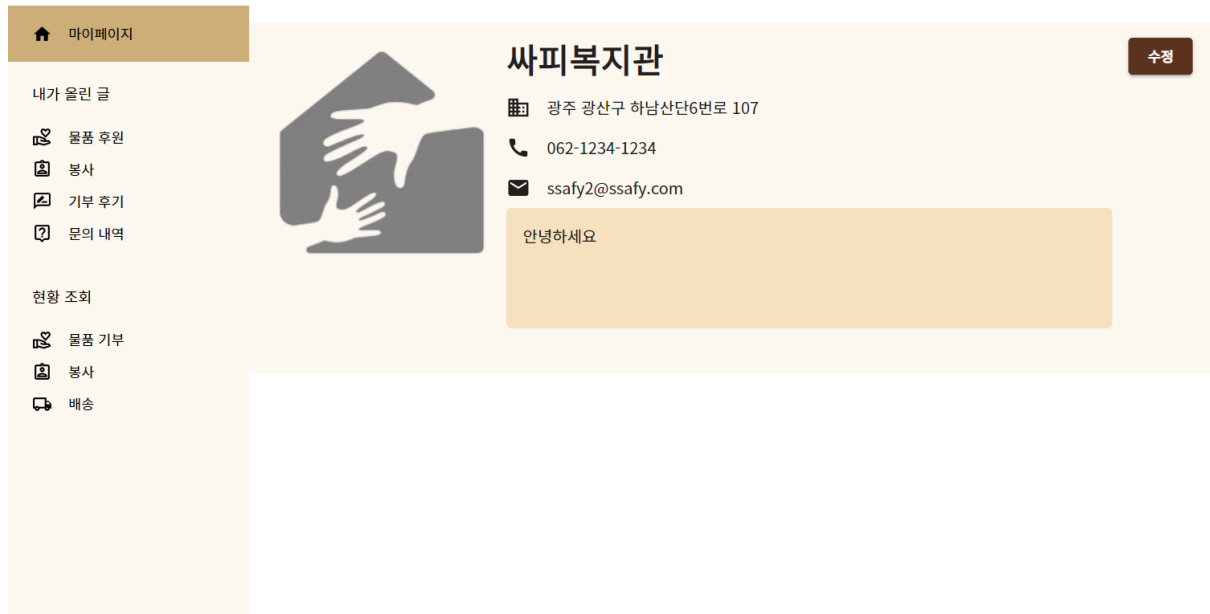 마이페이지
내가 올린 글
물품 후원
봉사
기부 후기
문의 내역
현황 조회
물품 기부
봉사
배송
싸피복지관
수정
광주 광산구 하남산단6번로 107
062-1234-1234
ssafy2@ssafy.com
안녕하세요